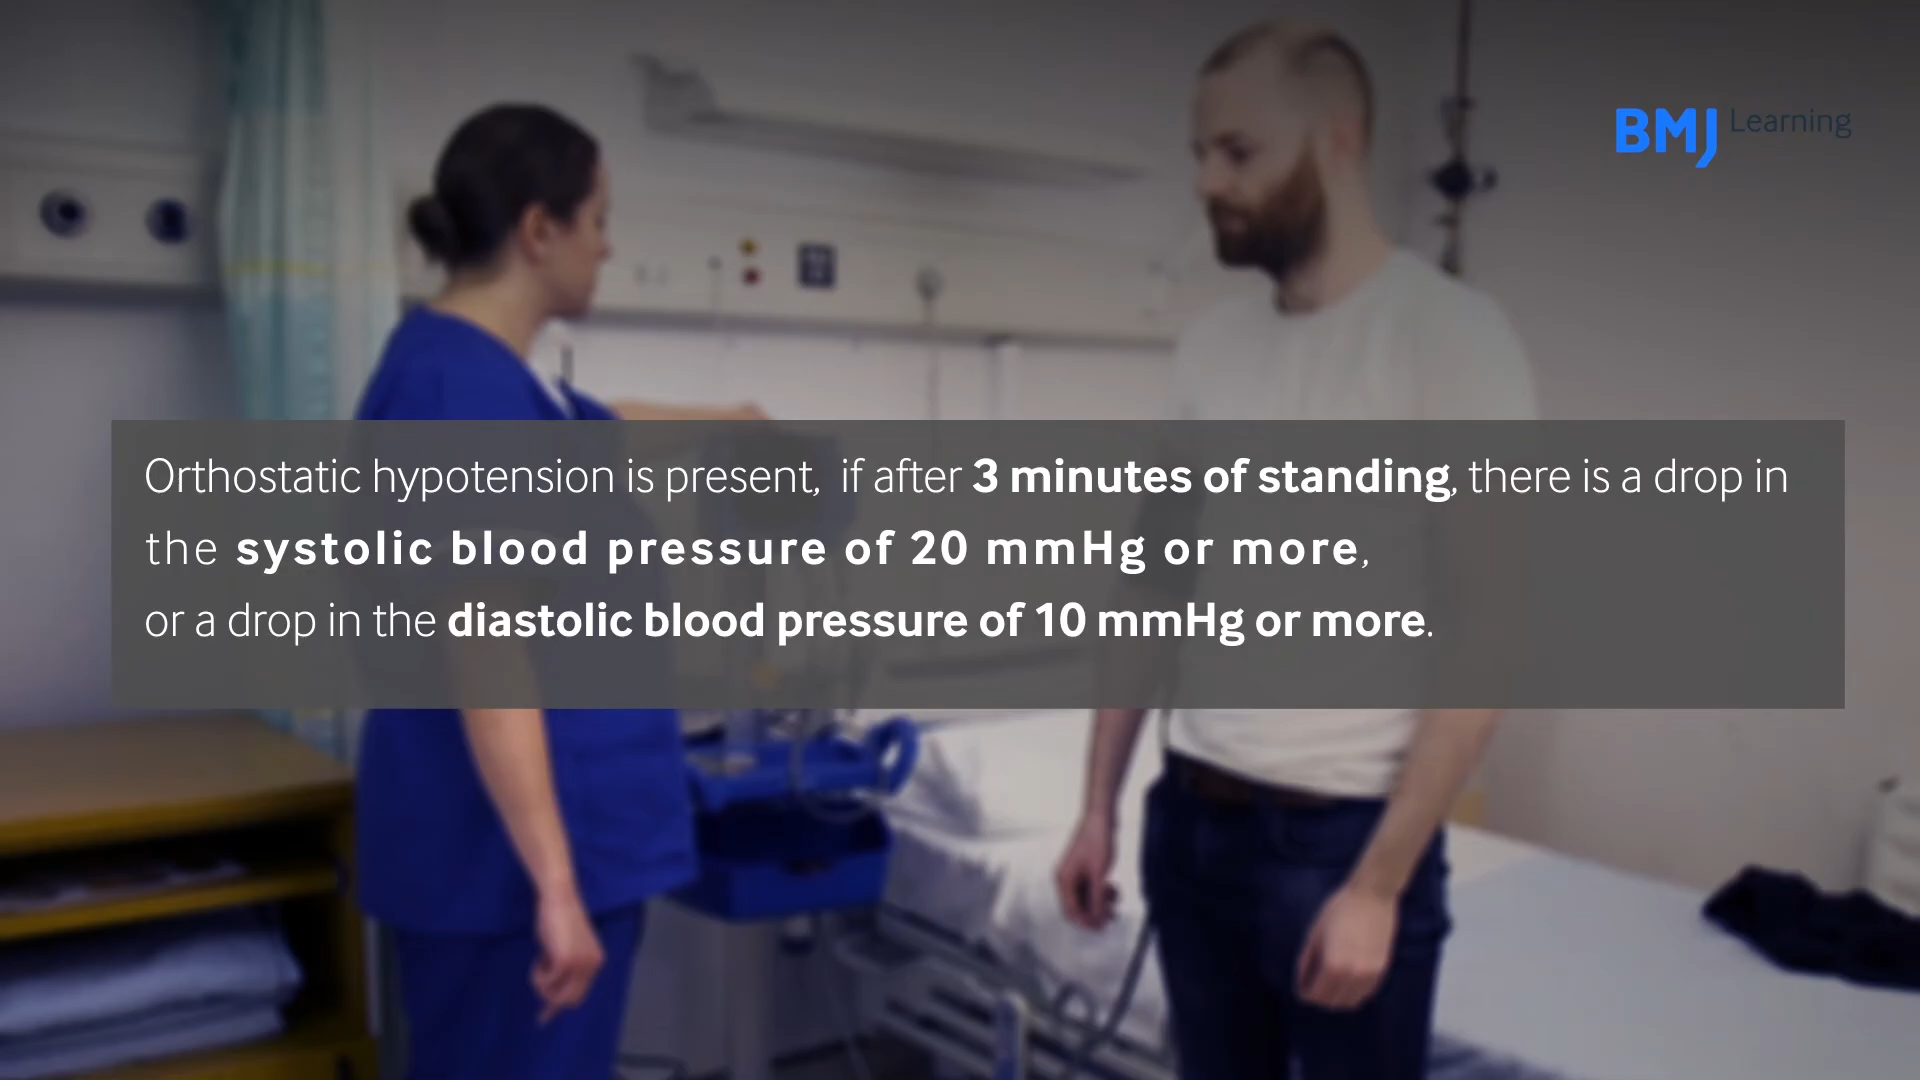 BMJ Learning
Orthostatic hypotension is present, if after 3 minutes of standing, there is a drop in
the systolic blood pressure of 20 mmHg or more,
or a drop in the diastolic blood pressure of 10 mmHg or more.